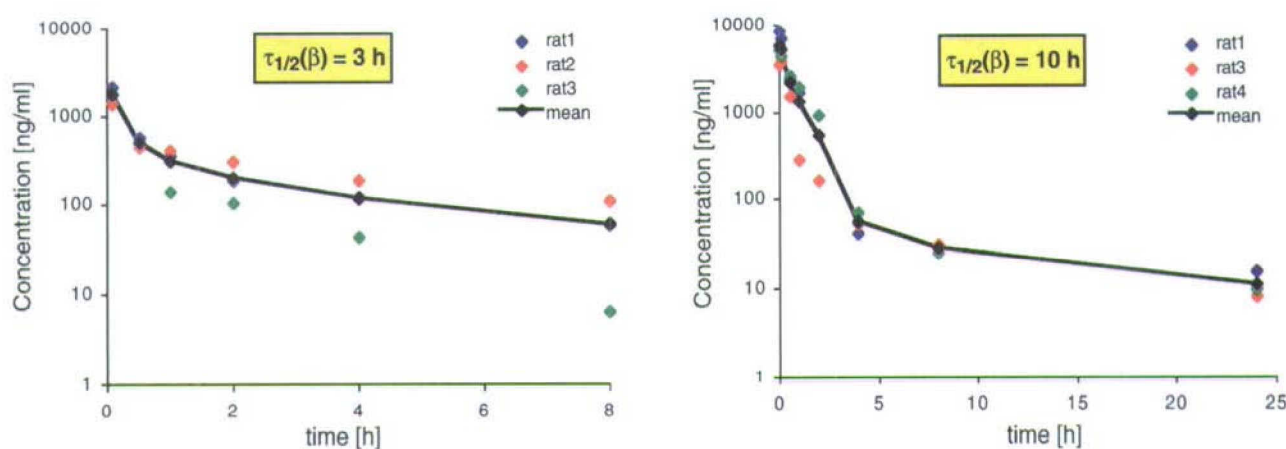 τ1/2(β) = 3 h
rat1
rat2
rat3
mean
Concentration [ng/ml]
10000
1000
100
10
1
0
2
4
6
8
time [h]
τ1/2(β) = 10 h
rat1
rat3
rat4
mean
Concentration [ng/ml]
10000
1000
100
10
1
0
5
10
15
20
25
time [h]